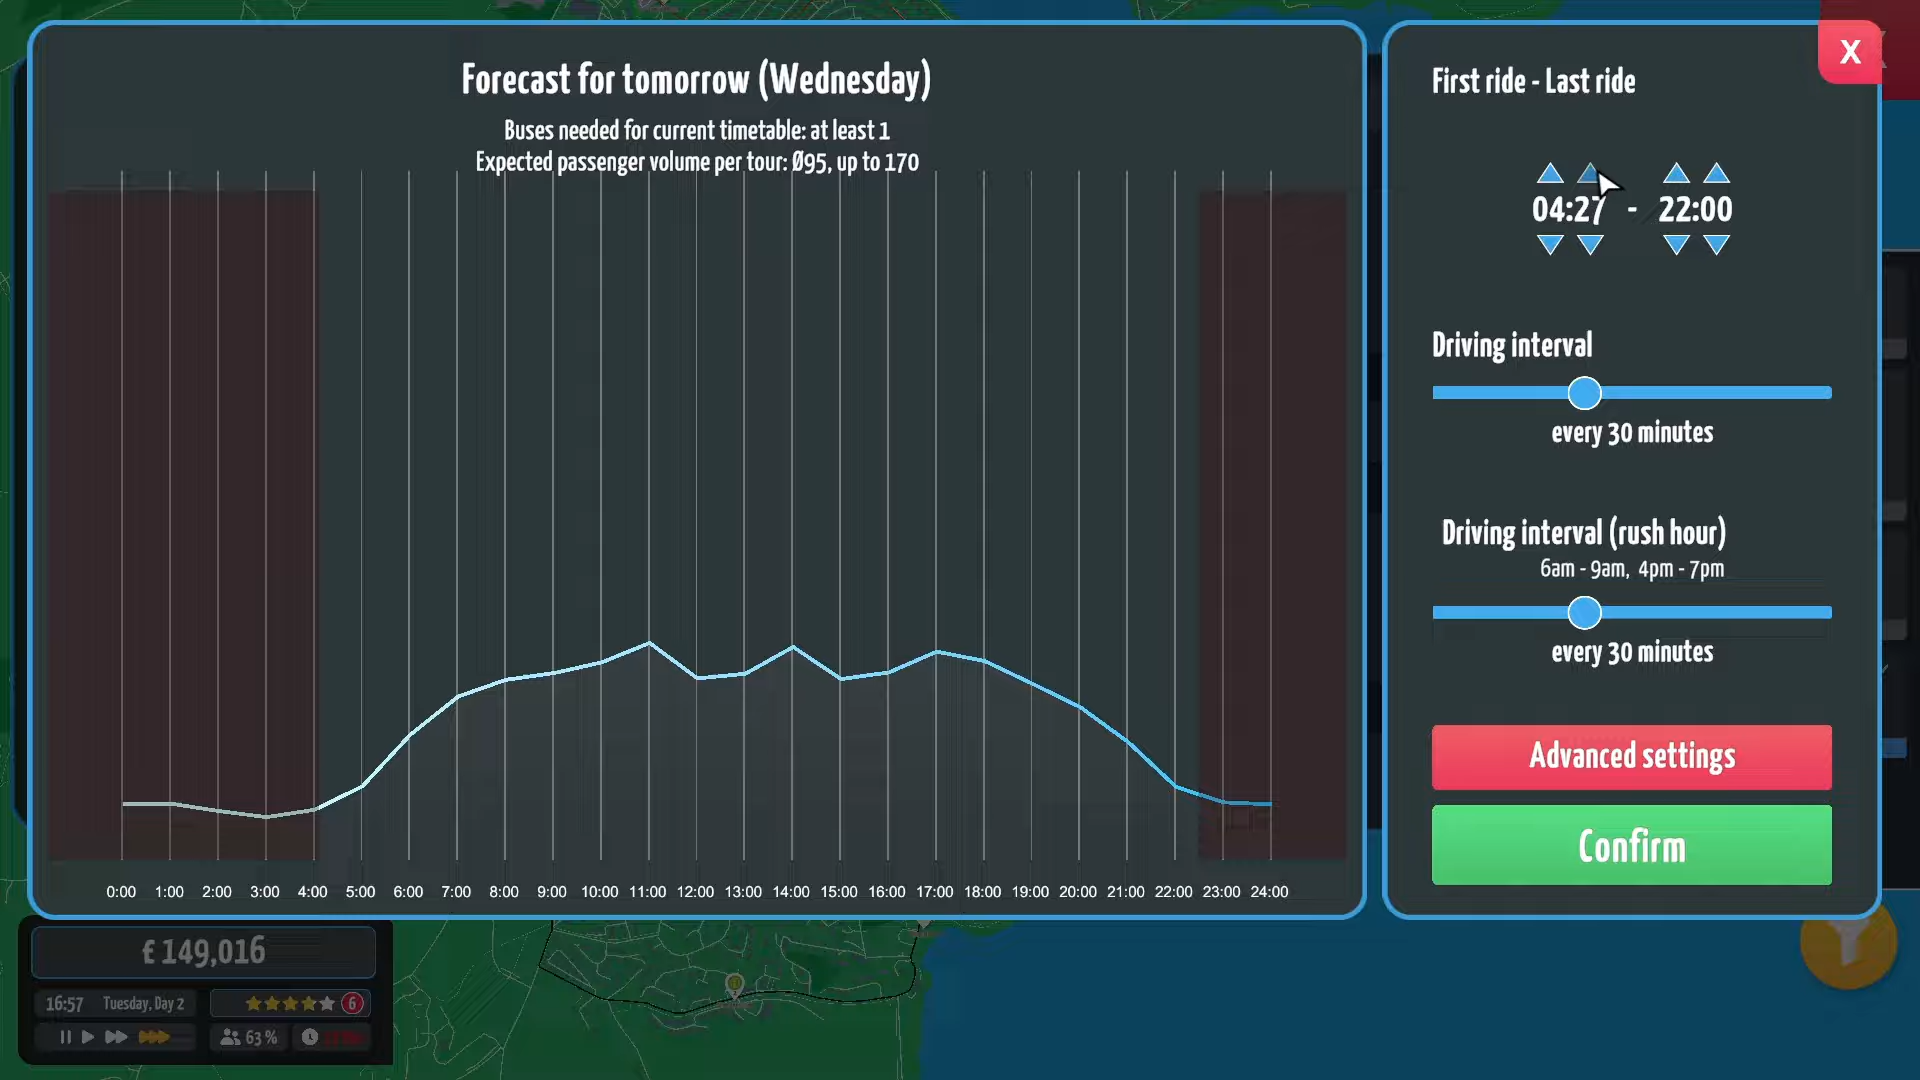 Forecast for tomorrow (Wednesday)
Buses needed for current timetable: at least 1
Expected passenger volume per tour: Ø95, up to 170
0:00 1:00 2:00 3:00 4:00 5:00 6:00 7:00 8:00 9:00 10:00 11:00 12:00 13:00 14:00 15:00 16:00 17:00 18:00 19:00 20:00 21:00 22:00 23:00 24:00
X
First ride - Last ride
04:27 - 22:00
Driving interval
every 30 minutes
Driving interval (rush hour)
6am - 9am, 4pm - 7pm
every 30 minutes
Advanced settings
Confirm
£ 149,016
16:57 Tuesday, Day 2 6
63 %